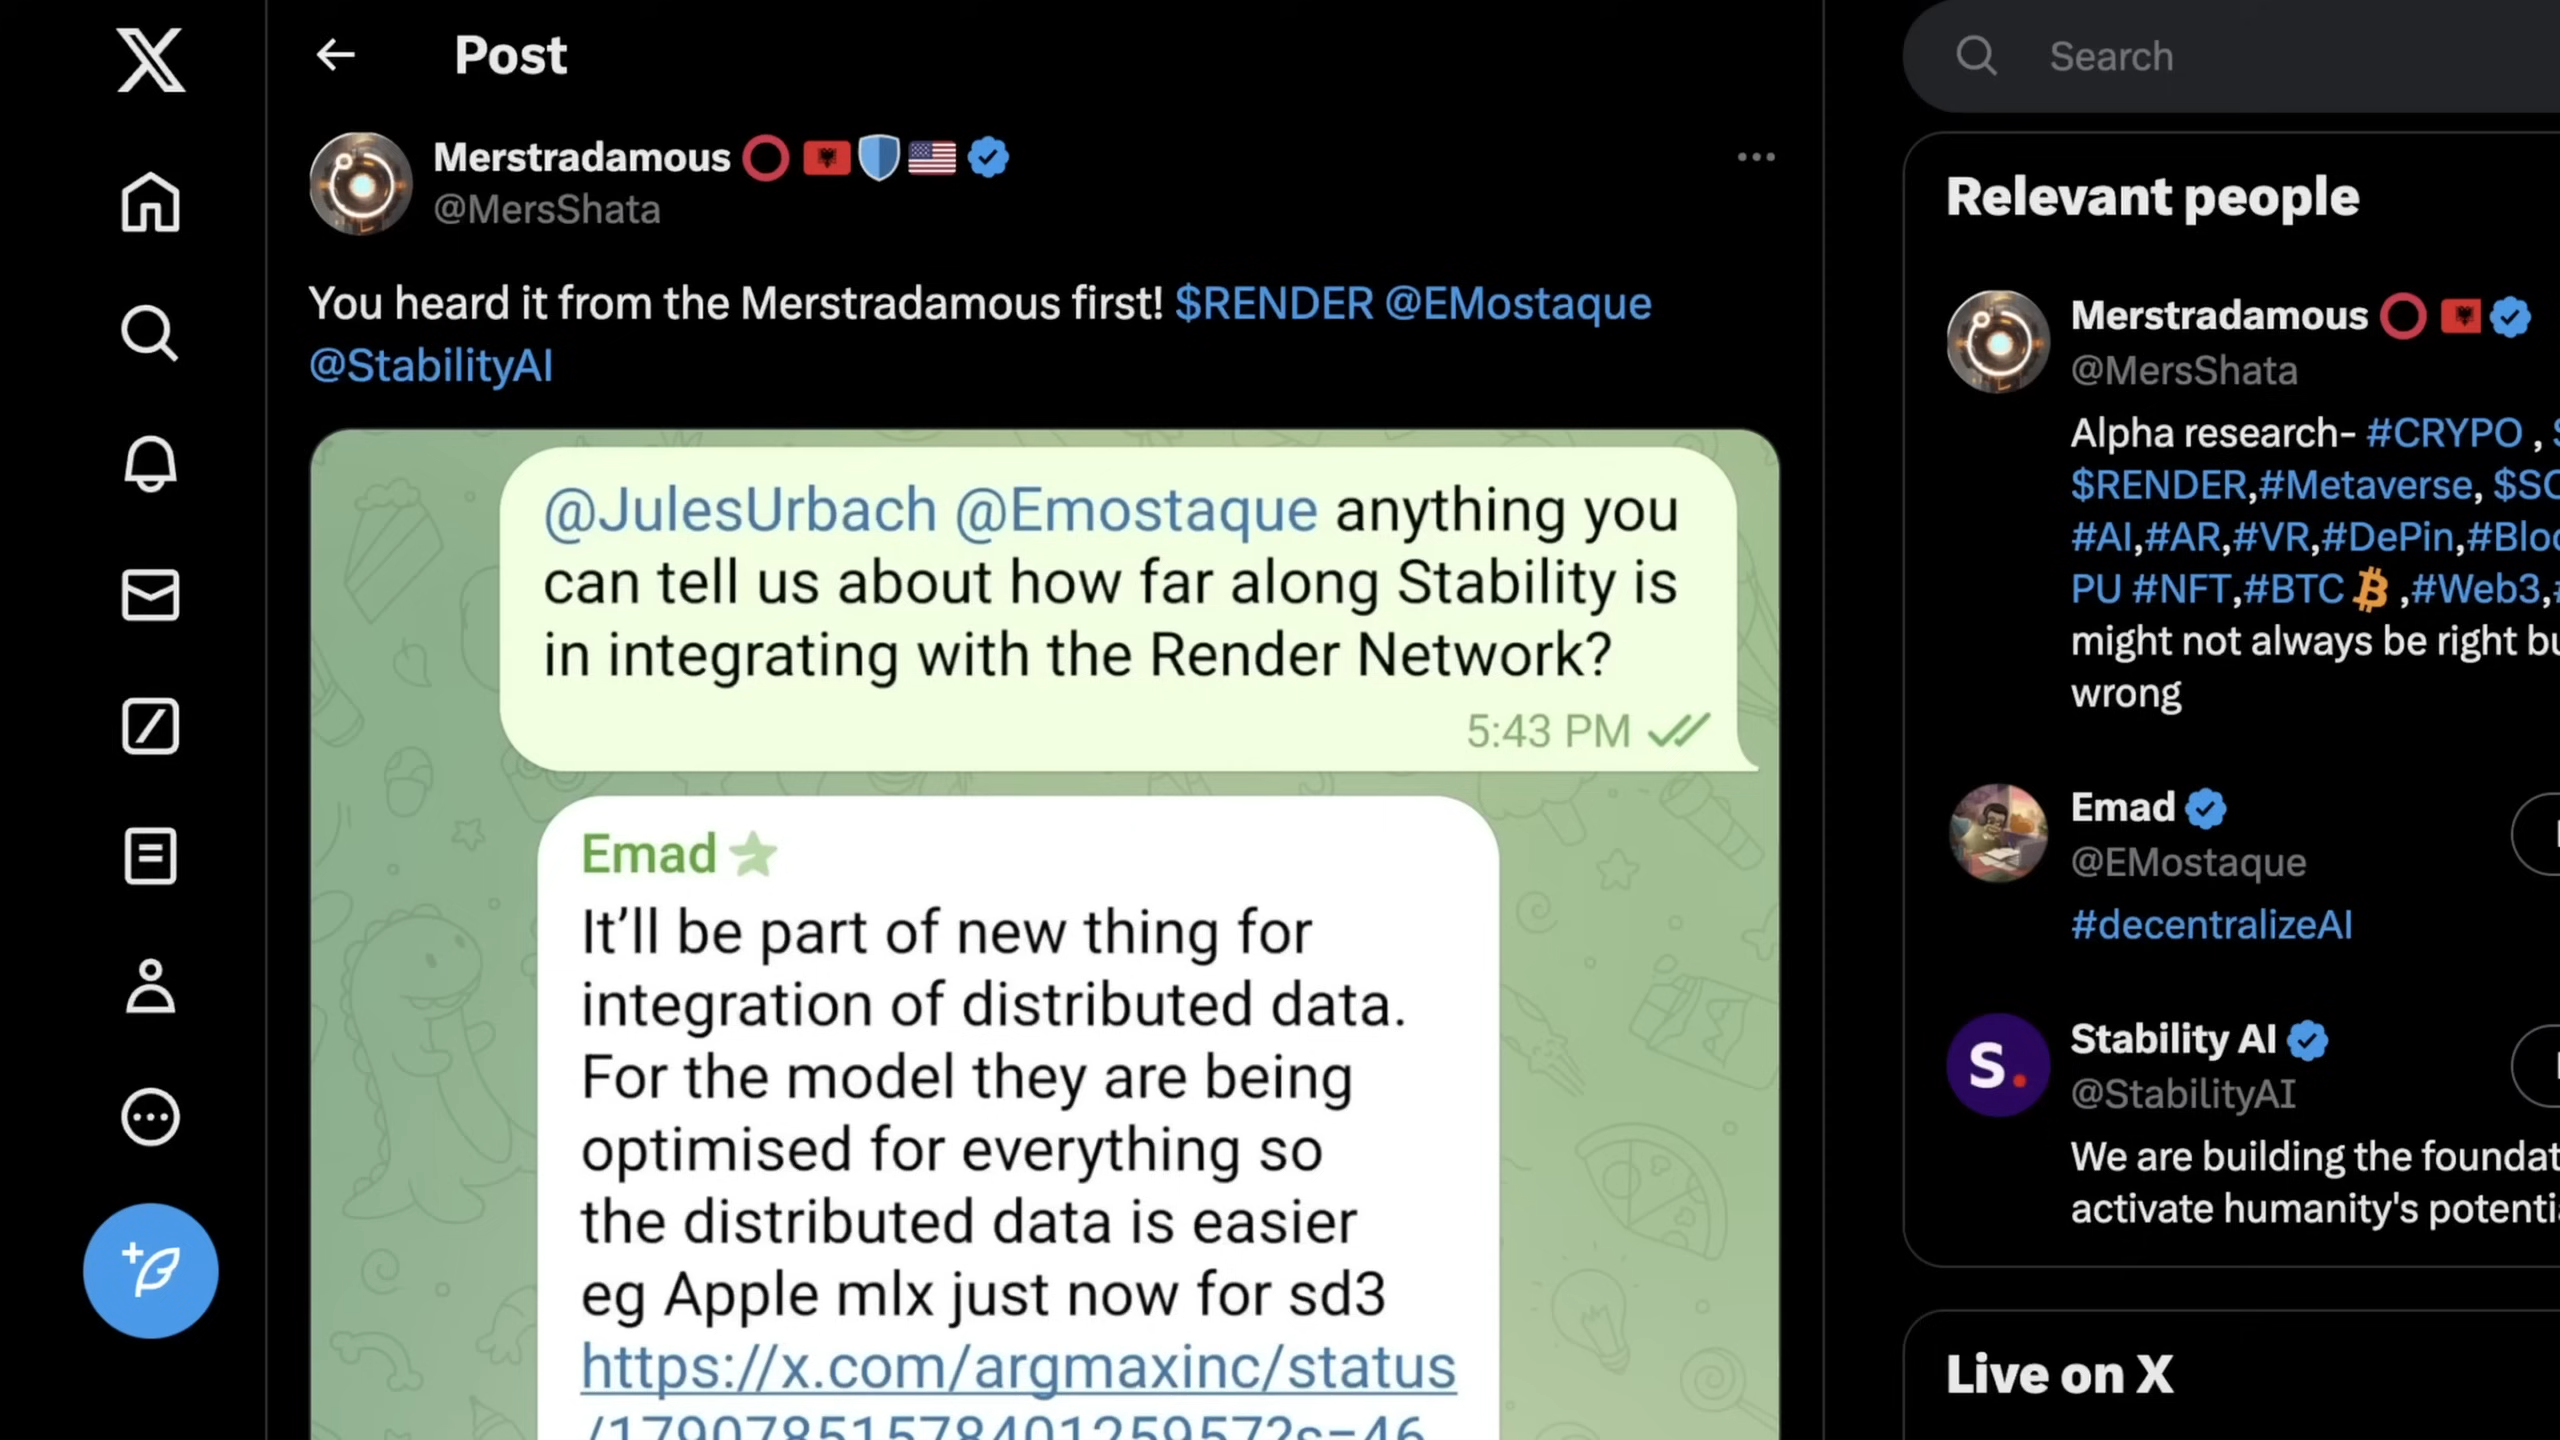 Post
Merstradamous
@MersShata
You heard it from the Merstradamous first! $RENDER @EMostaque
@StabilityAI
@JulesUrbach @Emostaque anything you
can tell us about how far along Stability is
in integrating with the Render Network?
5:43 PM
Emad
It’ll be part of new thing for
integration of distributed data.
For the model they are being
optimised for everything so
the distributed data is easier
eg Apple mlx just now for sd3
https://x.com/argmaxinc/status
/1790785157840125957?s=46
Search
Relevant people
Merstradamous
@MersShata
Alpha research- #CRYPO ,
$RENDER,#Metaverse, $SO
#AI,#AR,#VR,#DePin,#Bloc
PU #NFT,#BTC ,#Web3,#
might not always be right bu
wrong
Emad
@EMostaque
#decentralizeAI
Stability AI
@StabilityAI
We are building the foundat
activate humanity's potentia
Live on X